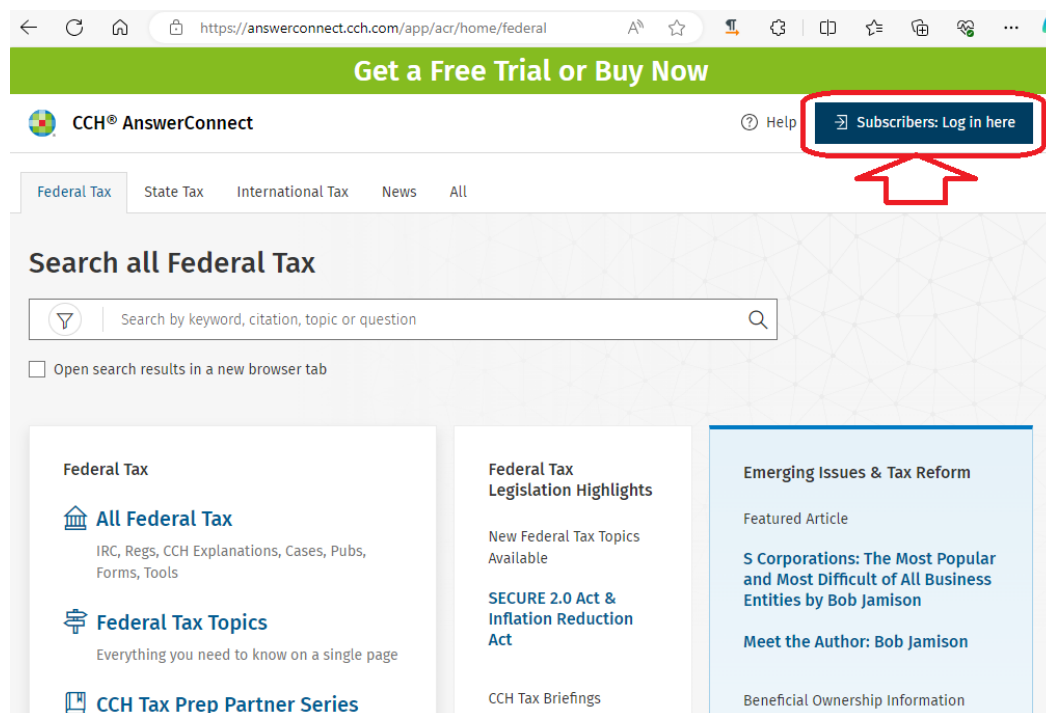 https://answerconnect.cch.com/app/acr/home/federal
Get a Free Trial or Buy Now
CCH® AnswerConnect
Help
Subscribers: Log in here
Federal Tax State Tax International Tax News All
Search all Federal Tax
Search by keyword, citation, topic or question
Open search results in a new browser tab
Federal Tax
All Federal Tax
IRC, Regs, CCH Explanations, Cases, Pubs,
Forms, Tools
Federal Tax Topics
Everything you need to know on a single page
CCH Tax Prep Partner Series
Federal Tax
Legislation Highlights
New Federal Tax Topics
Available
SECURE 2.0 Act &
Inflation Reduction
Act
CCH Tax Briefings
Emerging Issues & Tax Reform
Featured Article
S Corporations: The Most Popular
and Most Difficult of All Business
Entities by Bob Jamison
Meet the Author: Bob Jamison
Beneficial Ownership Information